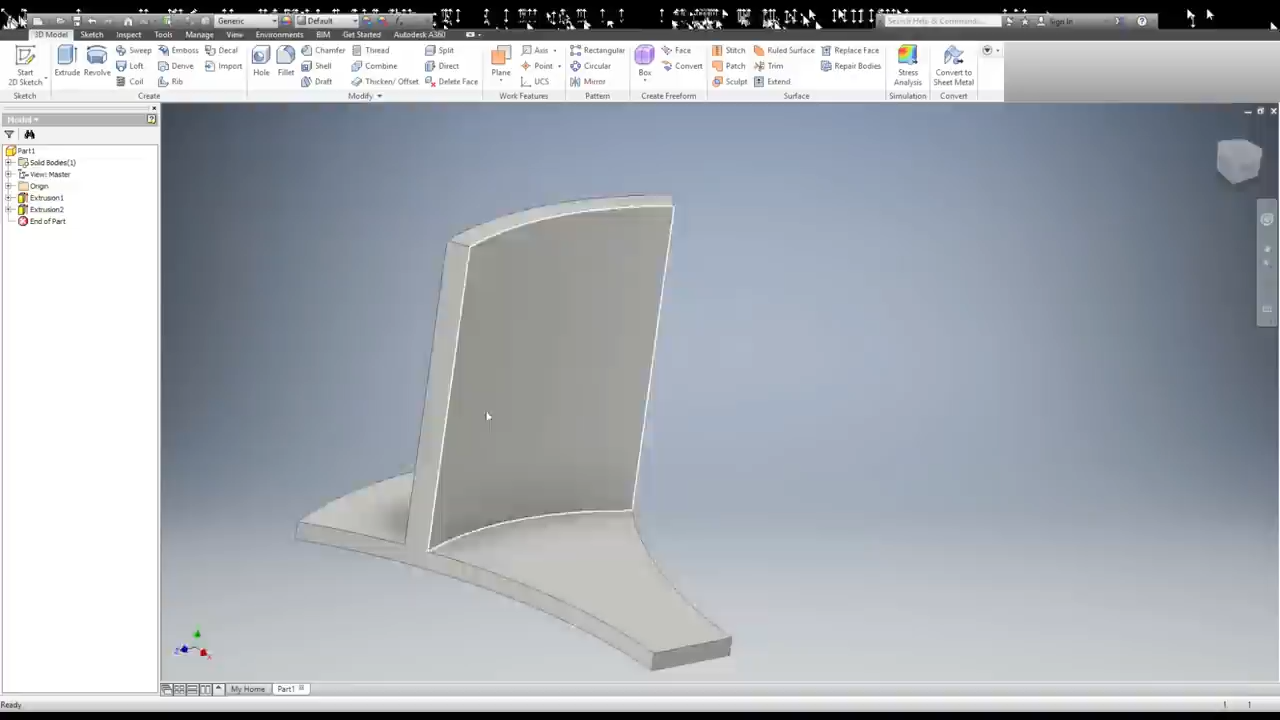 Generic Default Search Help & Commands... Sign In
3D Model Sketch Inspect Tools Manage View Environments BIM Get Started Autodesk A360
Start 2D Sketch Extrude Revolve Sweep Emboss Decal Hole Fillet Chamfer Thread Split Plane Axis Rectangular Box Face Stitch Ruled Surface Replace Face Stress Analysis Convert to Sheet Metal
Loft Derive Import Shell Combine Direct Point Circular Convert Patch Trim Repair Bodies
Coil Rib Draft Thicken/ Offset Delete Face UCS Mirror Sculpt Extend
Sketch Create Modify Work Features Pattern Create Freeform Surface Simulation Convert
Model
Part1
Solid Bodies(1)
View: Master
Origin
Extrusion1
Extrusion2
End of Part
My Home Part1
Ready 1 1